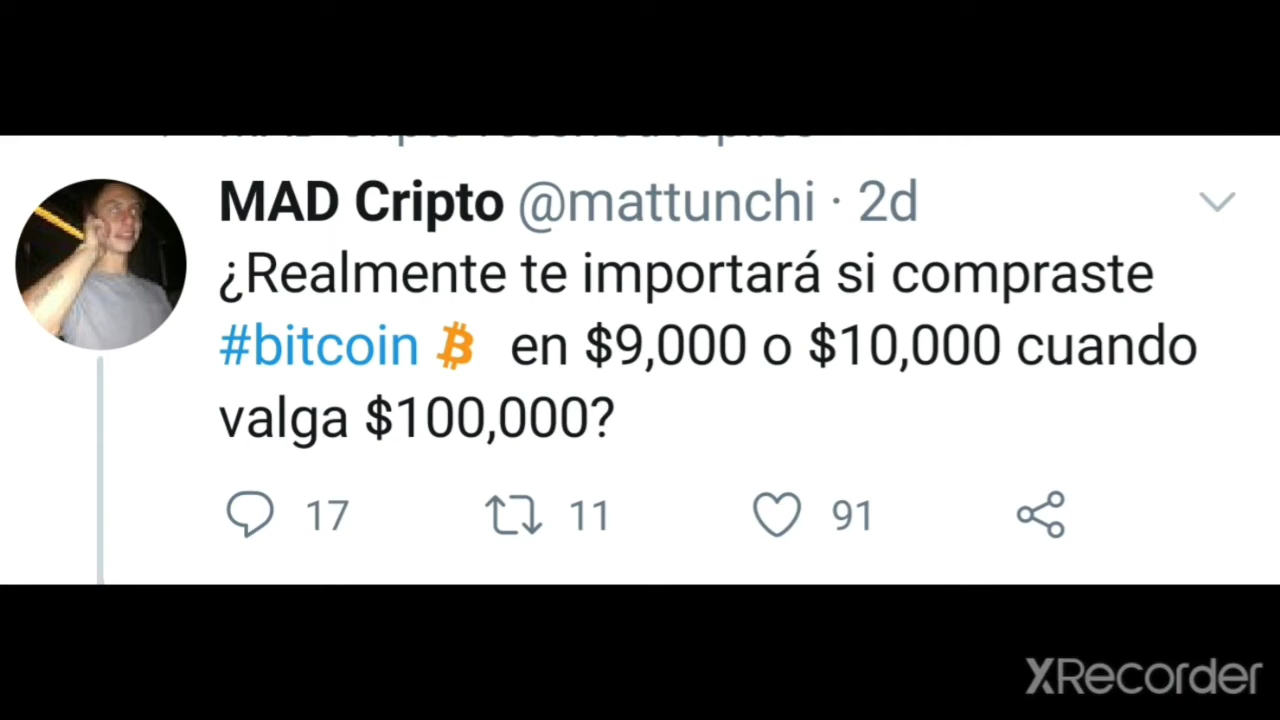 MAD Cripto @mattunchi · 2d
¿Realmente te importará si compraste
#bitcoin en $9,000 o $10,000 cuando
valga $100,000?
17 11 91
XRecorder